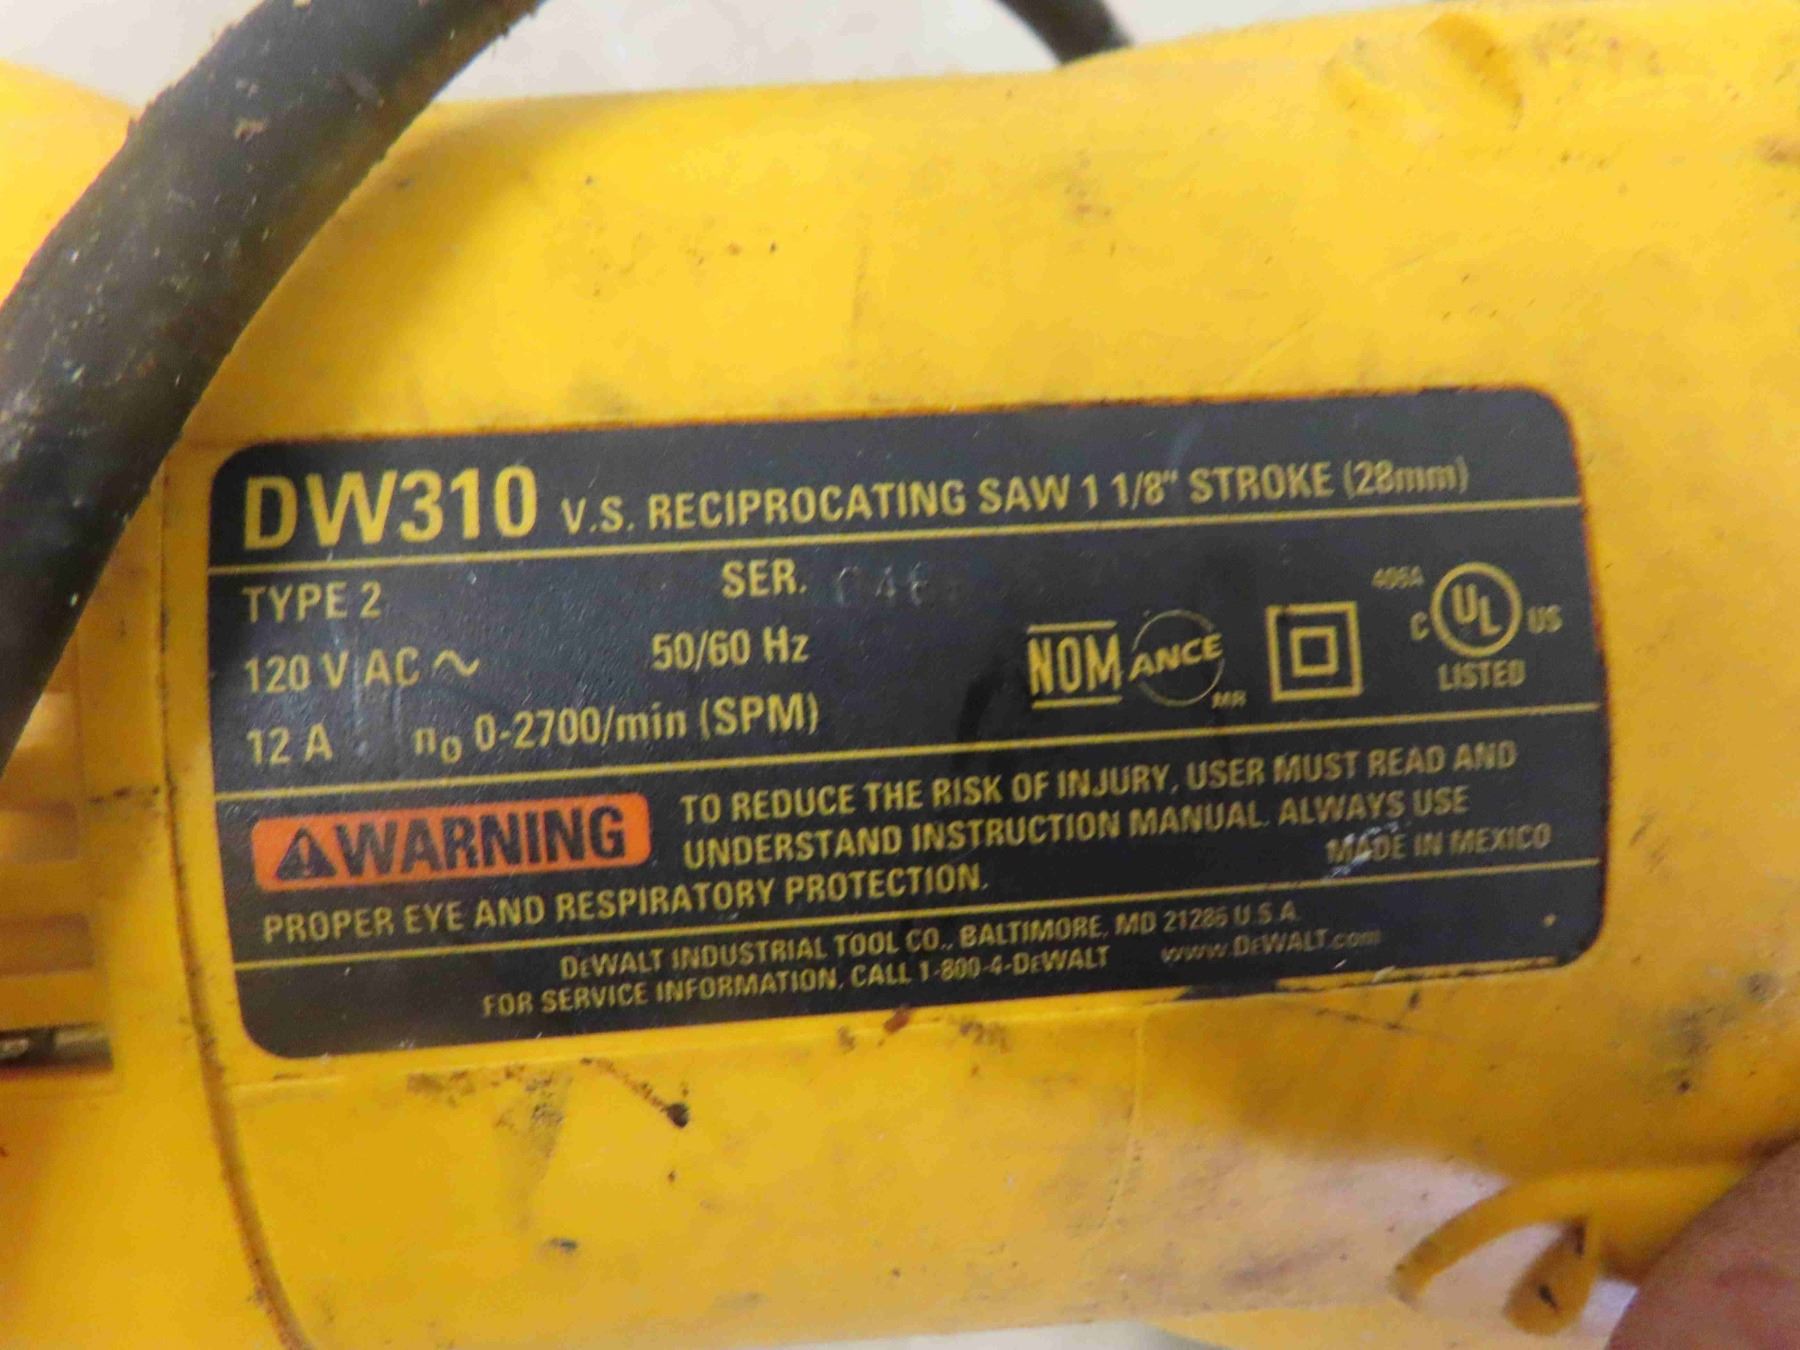 DW310 V.S. RECIPROCATING SAW 1 1/8" STROKE (28mm)
TYPE 2 SER.
120 V AC ~ 50/60 Hz
12 A n₀ 0-2700/min (SPM)
NOM ANCE MR
406A
C UL US
LISTED
WARNING TO REDUCE THE RISK OF INJURY, USER MUST READ AND
UNDERSTAND INSTRUCTION MANUAL. ALWAYS USE
PROPER EYE AND RESPIRATORY PROTECTION.
MADE IN MEXICO
DEWALT INDUSTRIAL TOOL CO., BALTIMORE, MD 21286 U.S.A.
FOR SERVICE INFORMATION, CALL 1-800-4-DEWALT www.DEWALT.com